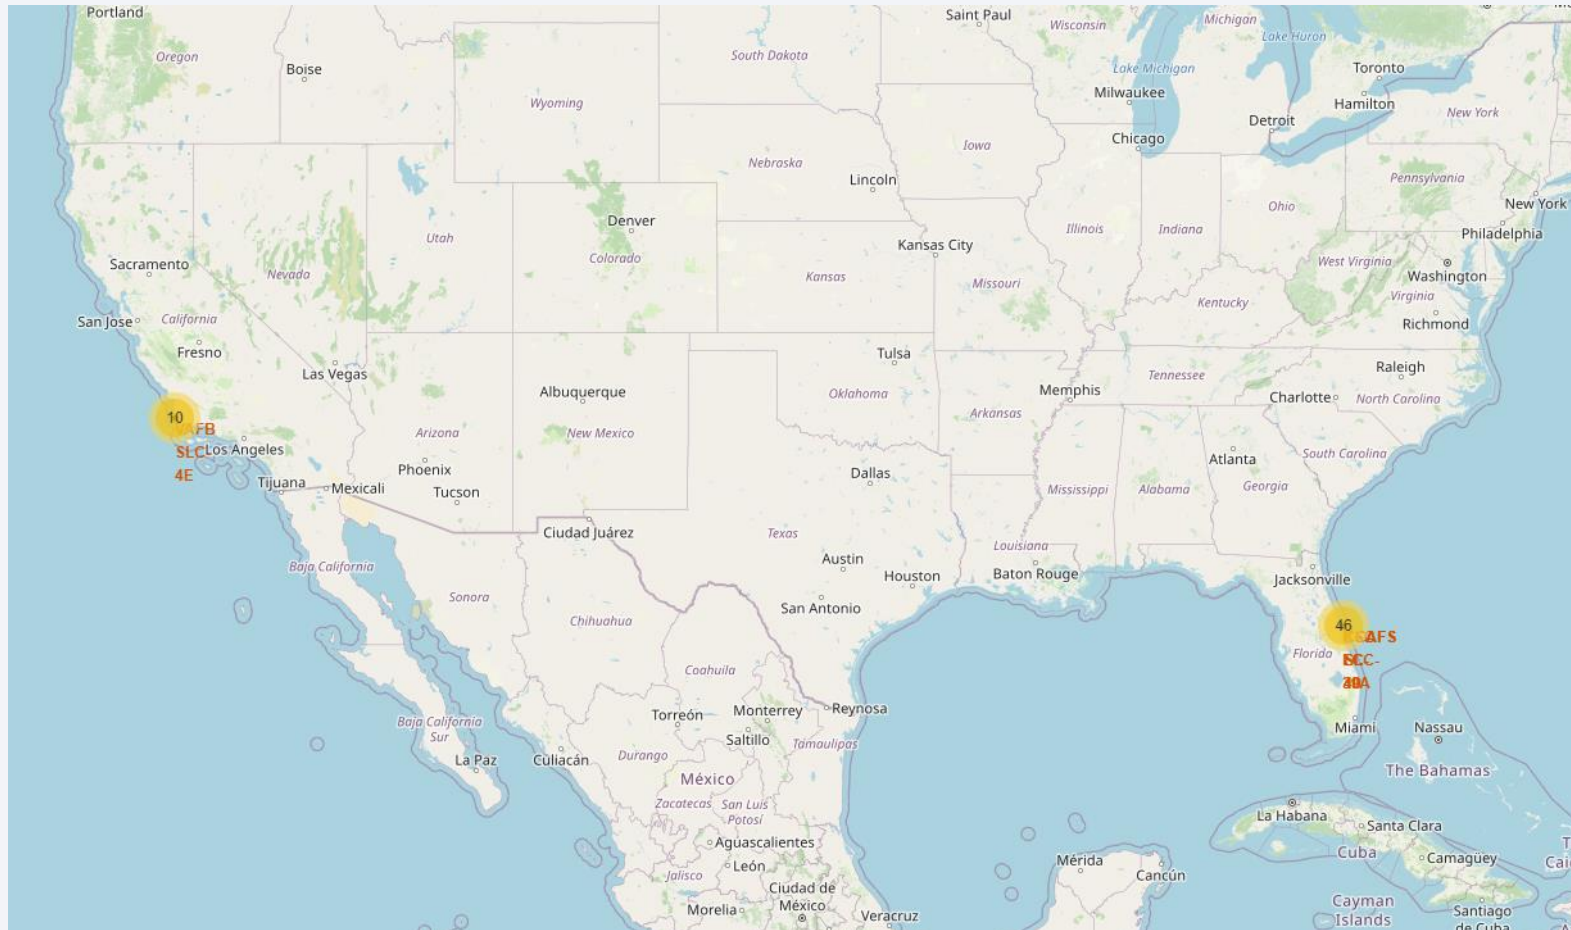 Portland
Saint Paul
Wisconsin
Michigan
Lake Huron
Oregon
Boise
South Dakota
Lake Michigan
Toronto
Wyoming
Milwaukee
Hamilton
New York
Detroit
Chicago
Iowa
Nebraska
Lincoln
Pennsylvania
New York
Ohio
Denver
Utah
Illinois
Indiana
Philadelphia
Kansas City
Colorado
Sacramento
Nevada
Kansas
West Virginia
Washington
Missouri
Kentucky
Virginia
San Jose
California
Richmond
Fresno
Tulsa
Las Vegas
Raleigh
Tennessee
Albuquerque
Oklahoma
Memphis
Charlotte
North Carolina
10
Arkansas
VAFB
Arizona
New Mexico
SLC-
Los Angeles
South Carolina
Atlanta
4E
Phoenix
Dallas
Tijuana
Mexicali
Tucson
Mississippi
Alabama
Georgia
Ciudad Juárez
Texas
Louisiana
Austin
Baja California
Houston
Baton Rouge
Jacksonville
Sonora
San Antonio
Chihuahua
46
Florida
Coahuila
Torreón
Monterrey
Reynosa
Baja California
Sur
Saltillo
Tamaulipas
Miami
Nassau
La Paz
Culiacán
Durango
The Bahamas
México
Zacatecas
San Luis
Potosí
La Habana
Santa Clara
Aguascalientes
Cuba
León
Mérida
Camagüey
Jalisco
Cancún
Ciudad de
México
Cayman
Islands
Morelia
Veracruz
Santiago
de Cuba